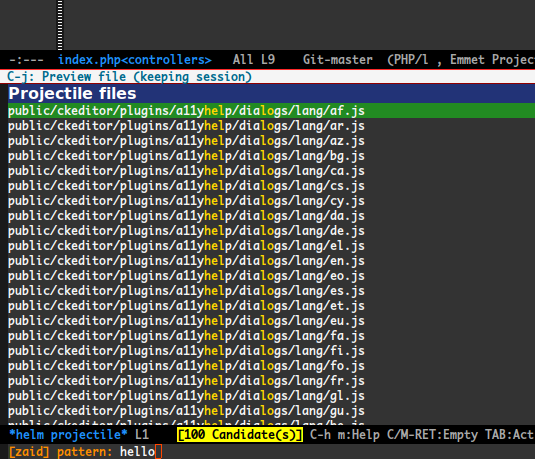 -:--- index.php<controllers> All L9 Git-master (PHP/l , Emmet Projec
C-j: Preview file (keeping session)
Projectile files
public/ckeditor/plugins/a11yhelp/dialogs/lang/af.js
public/ckeditor/plugins/a11yhelp/dialogs/lang/ar.js
public/ckeditor/plugins/a11yhelp/dialogs/lang/az.js
public/ckeditor/plugins/a11yhelp/dialogs/lang/bg.js
public/ckeditor/plugins/a11yhelp/dialogs/lang/ca.js
public/ckeditor/plugins/a11yhelp/dialogs/lang/cs.js
public/ckeditor/plugins/a11yhelp/dialogs/lang/cy.js
public/ckeditor/plugins/a11yhelp/dialogs/lang/da.js
public/ckeditor/plugins/a11yhelp/dialogs/lang/de.js
public/ckeditor/plugins/a11yhelp/dialogs/lang/el.js
public/ckeditor/plugins/a11yhelp/dialogs/lang/en.js
public/ckeditor/plugins/a11yhelp/dialogs/lang/eo.js
public/ckeditor/plugins/a11yhelp/dialogs/lang/es.js
public/ckeditor/plugins/a11yhelp/dialogs/lang/et.js
public/ckeditor/plugins/a11yhelp/dialogs/lang/eu.js
public/ckeditor/plugins/a11yhelp/dialogs/lang/fa.js
public/ckeditor/plugins/a11yhelp/dialogs/lang/fi.js
public/ckeditor/plugins/a11yhelp/dialogs/lang/fo.js
public/ckeditor/plugins/a11yhelp/dialogs/lang/fr.js
public/ckeditor/plugins/a11yhelp/dialogs/lang/gl.js
public/ckeditor/plugins/a11yhelp/dialogs/lang/gu.js
*helm projectile* L1 [100 Candidate(s)] C-h m:Help C/M-RET:Empty TAB:Act
[zaid] pattern: hello